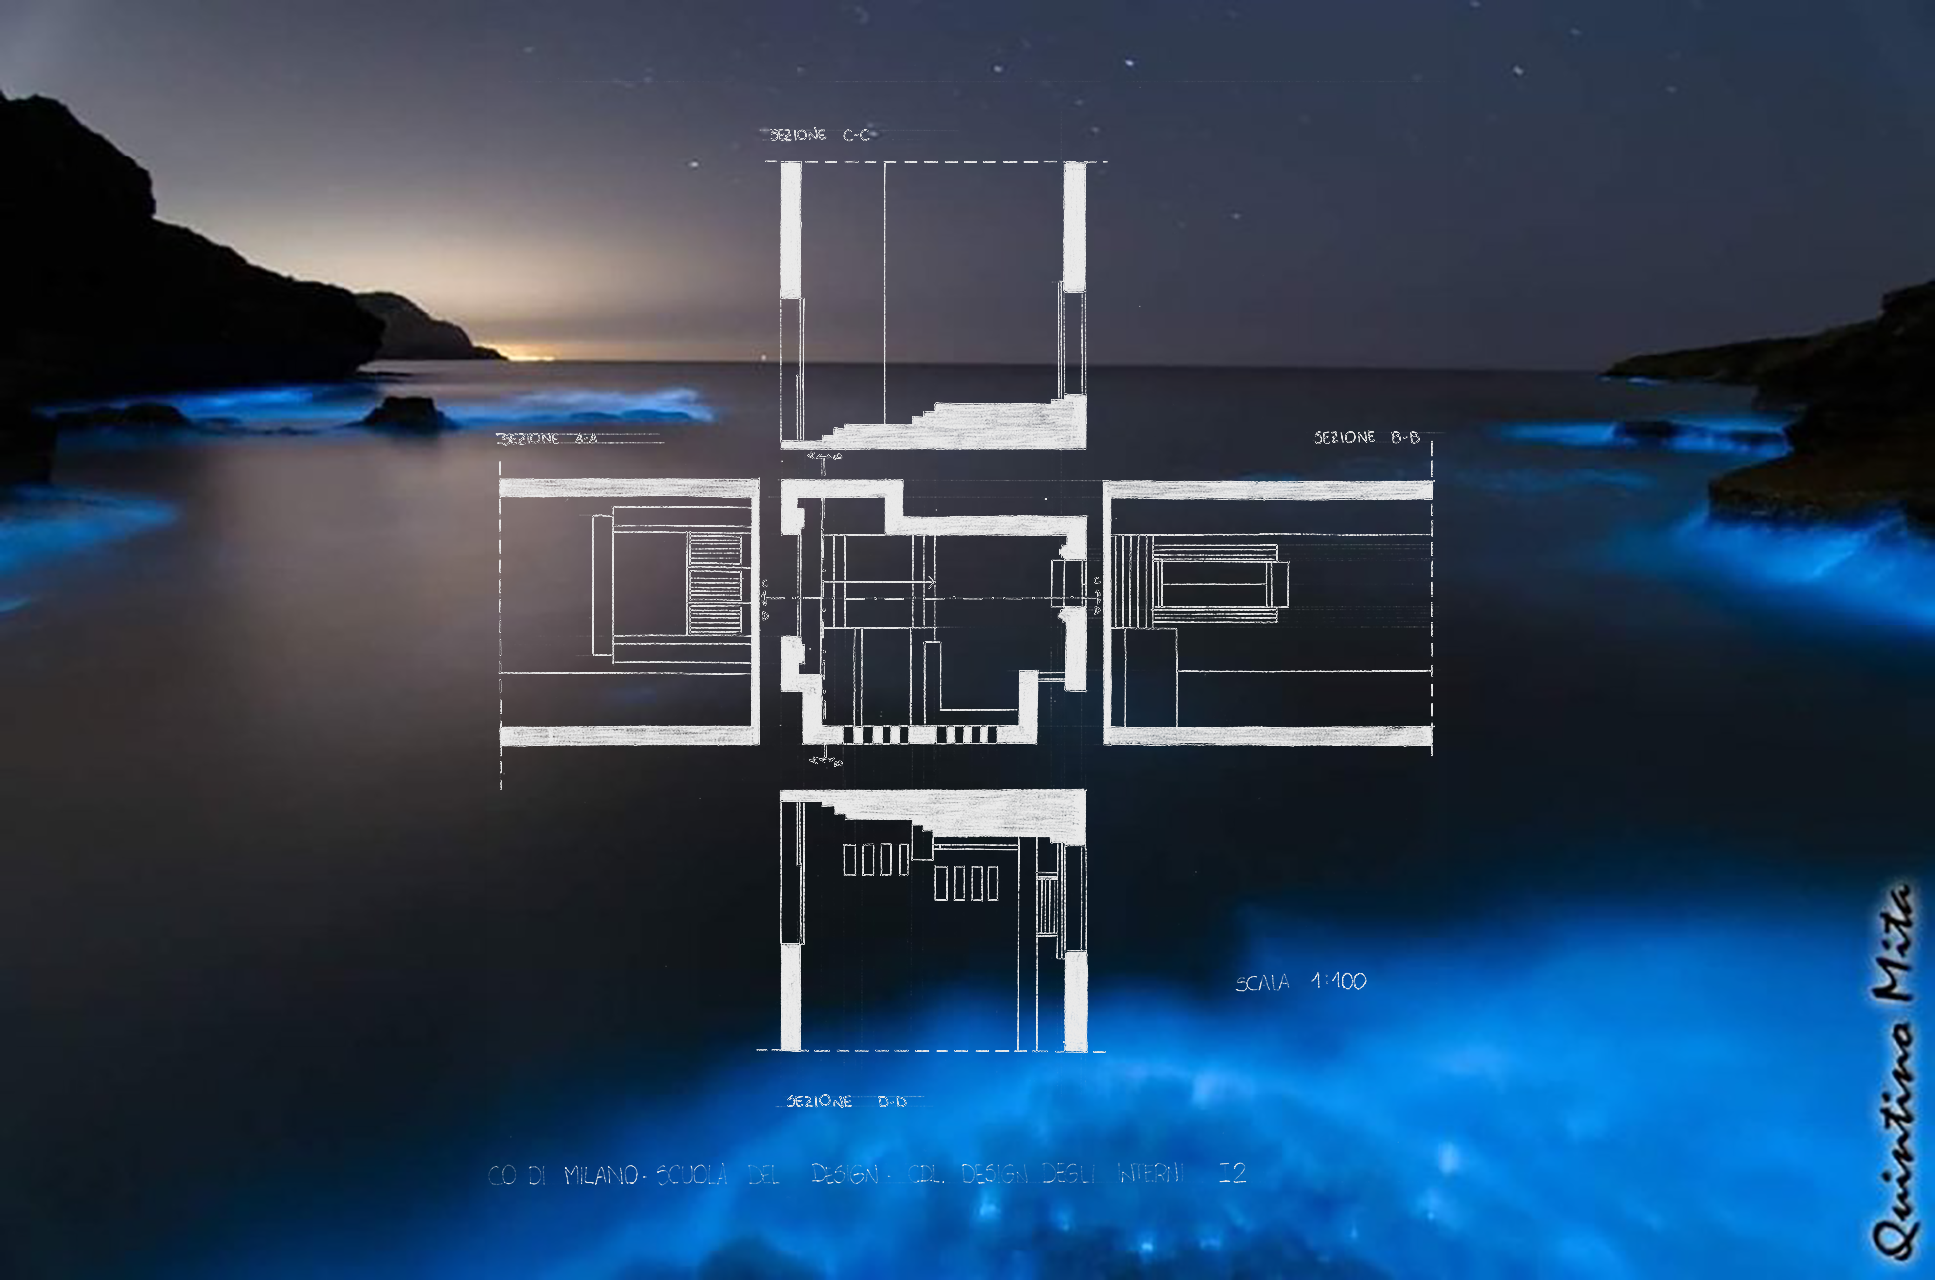 SEZIONE C-C
SEZIONE A-A
SEZIONE B-B
SCALA 1:100
SEZIONE D-D
CO DI MILANO. SCUOLA DEL DESIGN. CDL. DESIGN DEGLI INTERNI I2
Quintino Mita